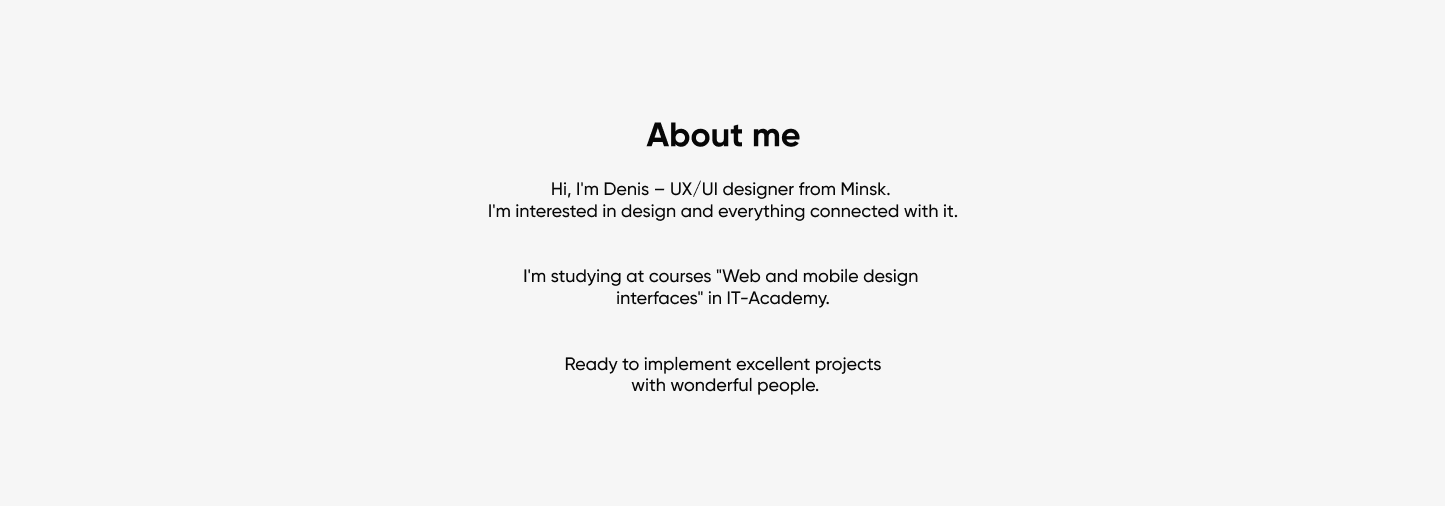 About me
Hi, I'm Denis – UX/UI designer from Minsk.
I'm interested in design and everything connected with it.
I'm studying at courses "Web and mobile design
interfaces" in IT-Academy.
Ready to implement excellent projects
with wonderful people.